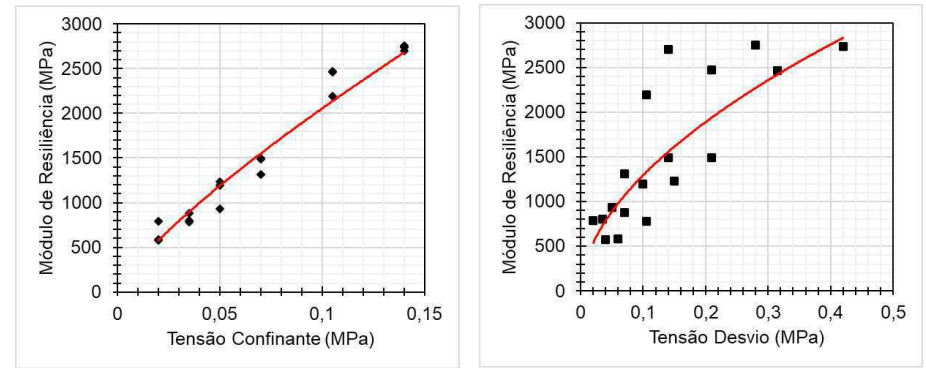 Módulo de Resiliência (MPa)
3000
2500
2000
1500
1000
500
0
0 0,05 0,1 0,15
Tensão Confinante (MPa)
Módulo de Resiliência (MPa)
3000
2500
2000
1500
1000
500
0
0 0,1 0,2 0,3 0,4 0,5
Tensão Desvio (MPa)